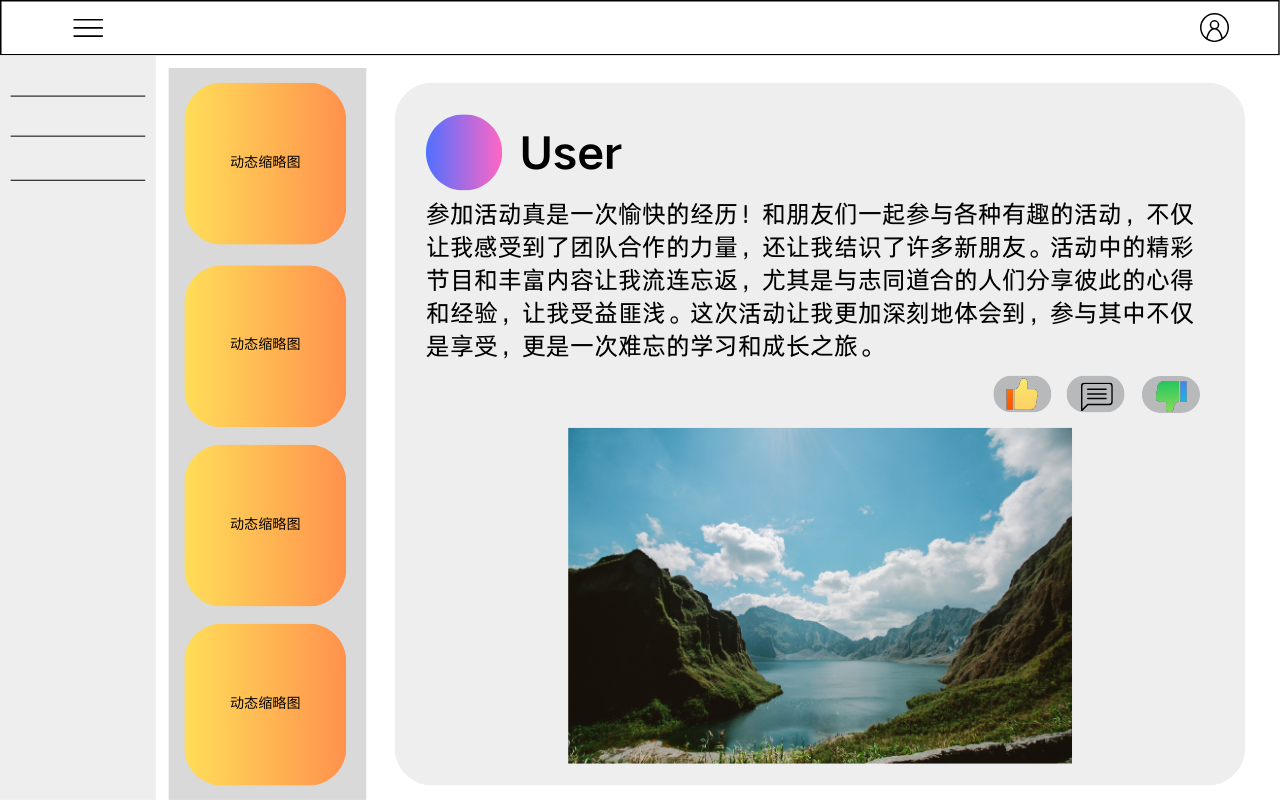 动态缩略图
动态缩略图
动态缩略图
动态缩略图
User
参加活动真是一次愉快的经历！和朋友们一起参与各种有趣的活动，不仅
让我感受到了团队合作的力量，还让我结识了许多新朋友。活动中的精彩
节目和丰富内容让我流连忘返，尤其是与志同道合的人们分享彼此的心得
和经验，让我受益匪浅。这次活动让我更加深刻地体会到，参与其中不仅
是享受，更是一次难忘的学习和成长之旅。